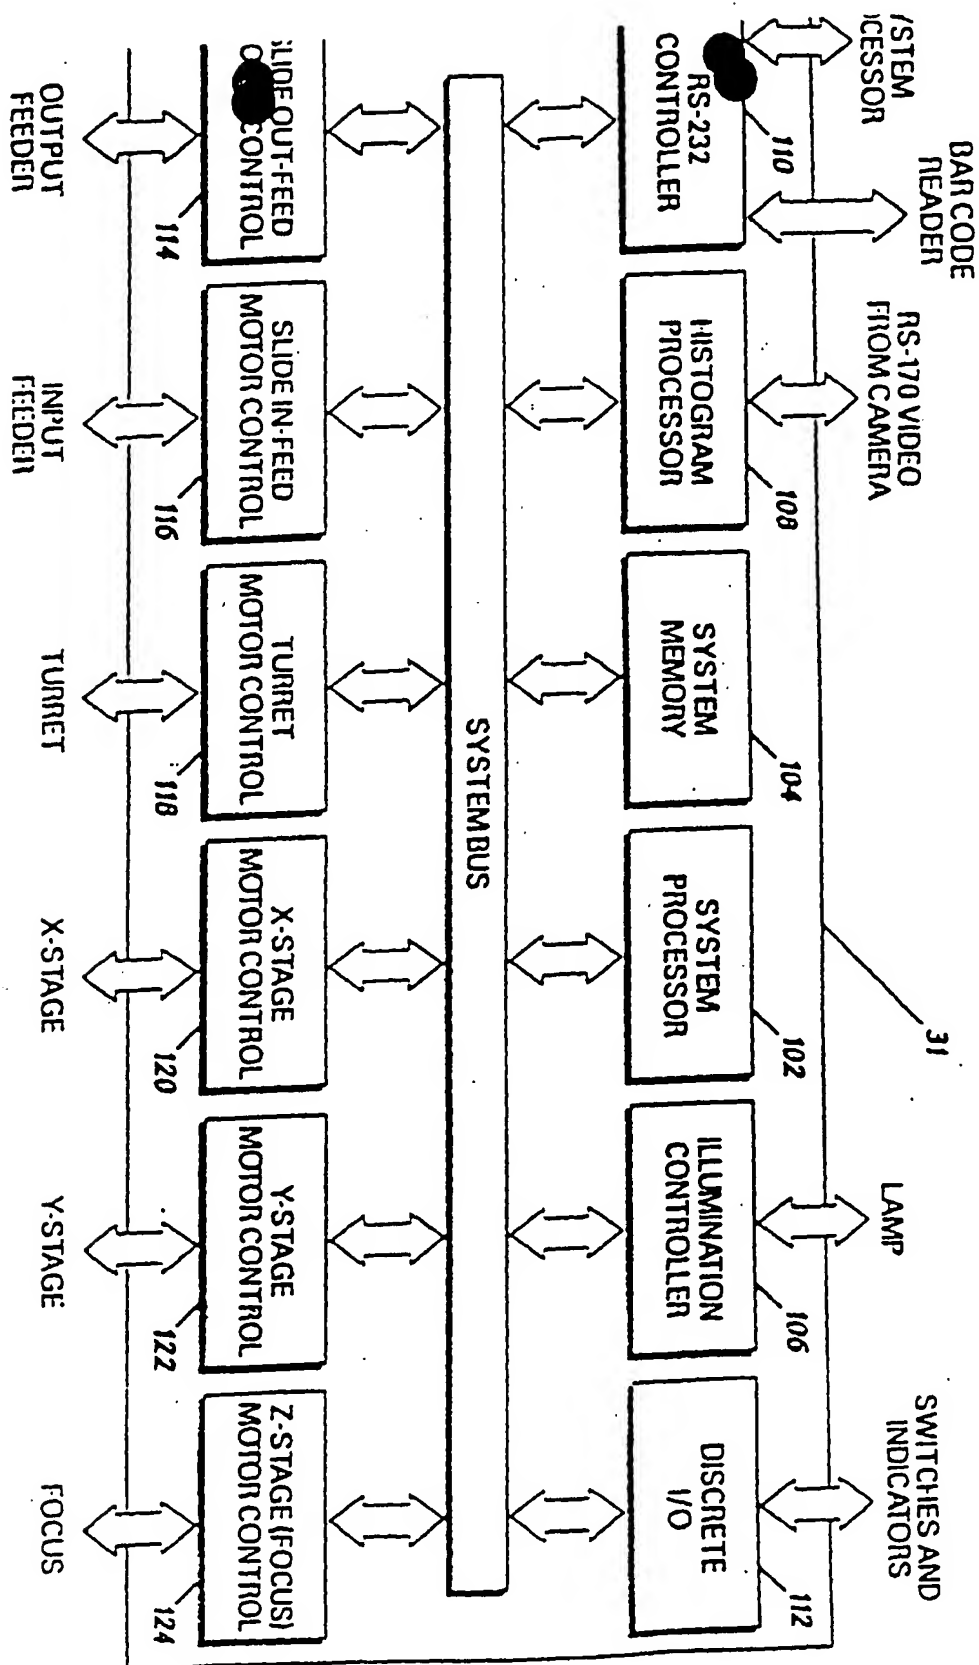 BAR CODE
READER
RS-170 VIDEO
FROM CAMERA
LAMP
SWITCHES AND
INDICATORS
31
RS-232
CONTROLLER
110
HISTOGRAM
PROCESSOR
108
SYSTEM
MEMORY
104
SYSTEM
PROCESSOR
102
ILLUMINATION
CONTROLLER
106
DISCRETE
I/O
112
SYSTEM BUS
OUT-FEED
CONTROL
114
SLIDE IN-FEED
MOTOR CONTROL
116
TURRET
MOTOR CONTROL
118
X-STAGE
MOTOR CONTROL
120
Y-STAGE
MOTOR CONTROL
122
Z-STAGE (FOCUS)
MOTOR CONTROL
124
OUTPUT
FEEDER
INPUT
FEEDER
TURRET
X-STAGE
Y-STAGE
FOCUS